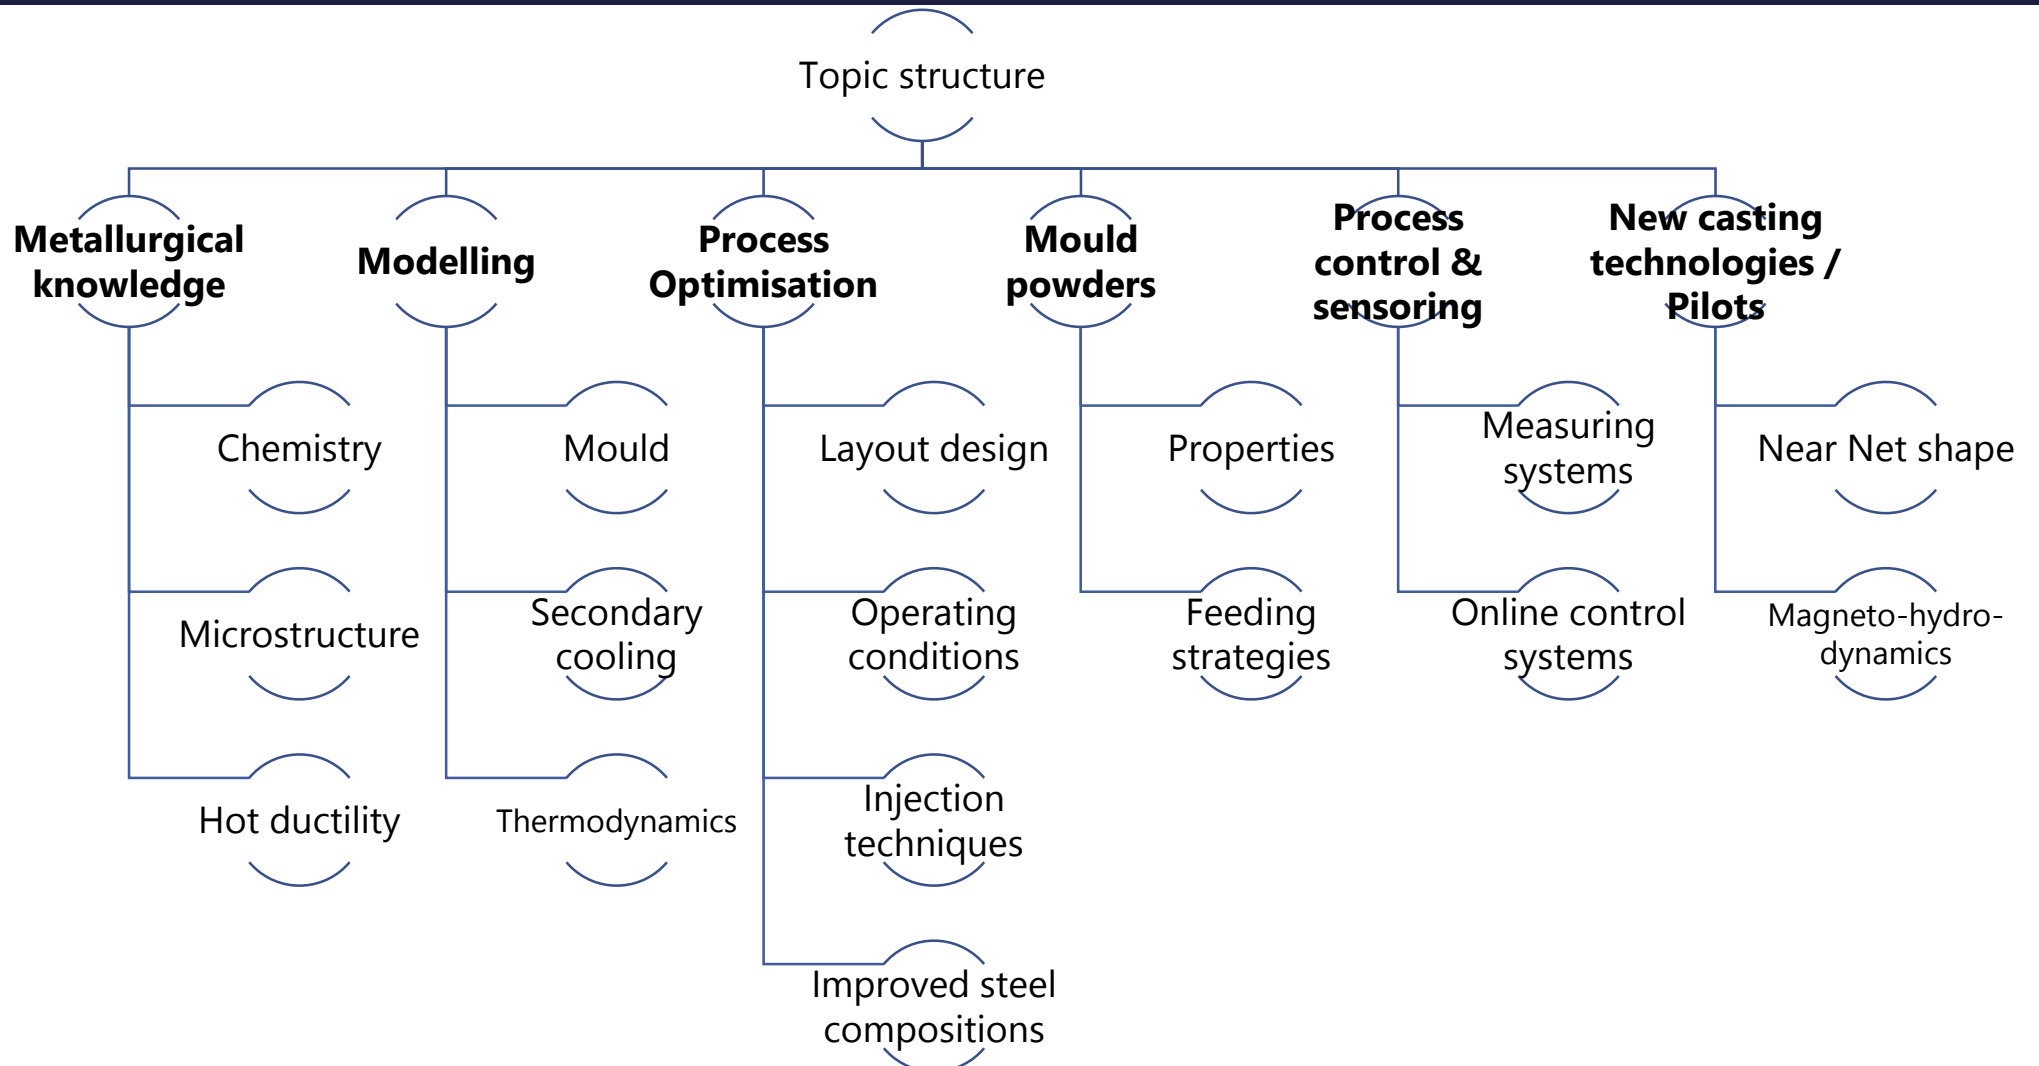 Topic structure
Metallurgical
knowledge
Modelling
Process
Optimisation
Mould
powders
Process
control &
sensoring
New casting
technologies /
Pilots
Chemistry
Mould
Layout design
Properties
Measuring
systems
Near Net shape
Microstructure
Secondary
cooling
Operating
conditions
Feeding
strategies
Online control
systems
Magneto-hydro-
dynamics
Hot ductility
Thermodynamics
Injection
techniques
Improved steel
compositions